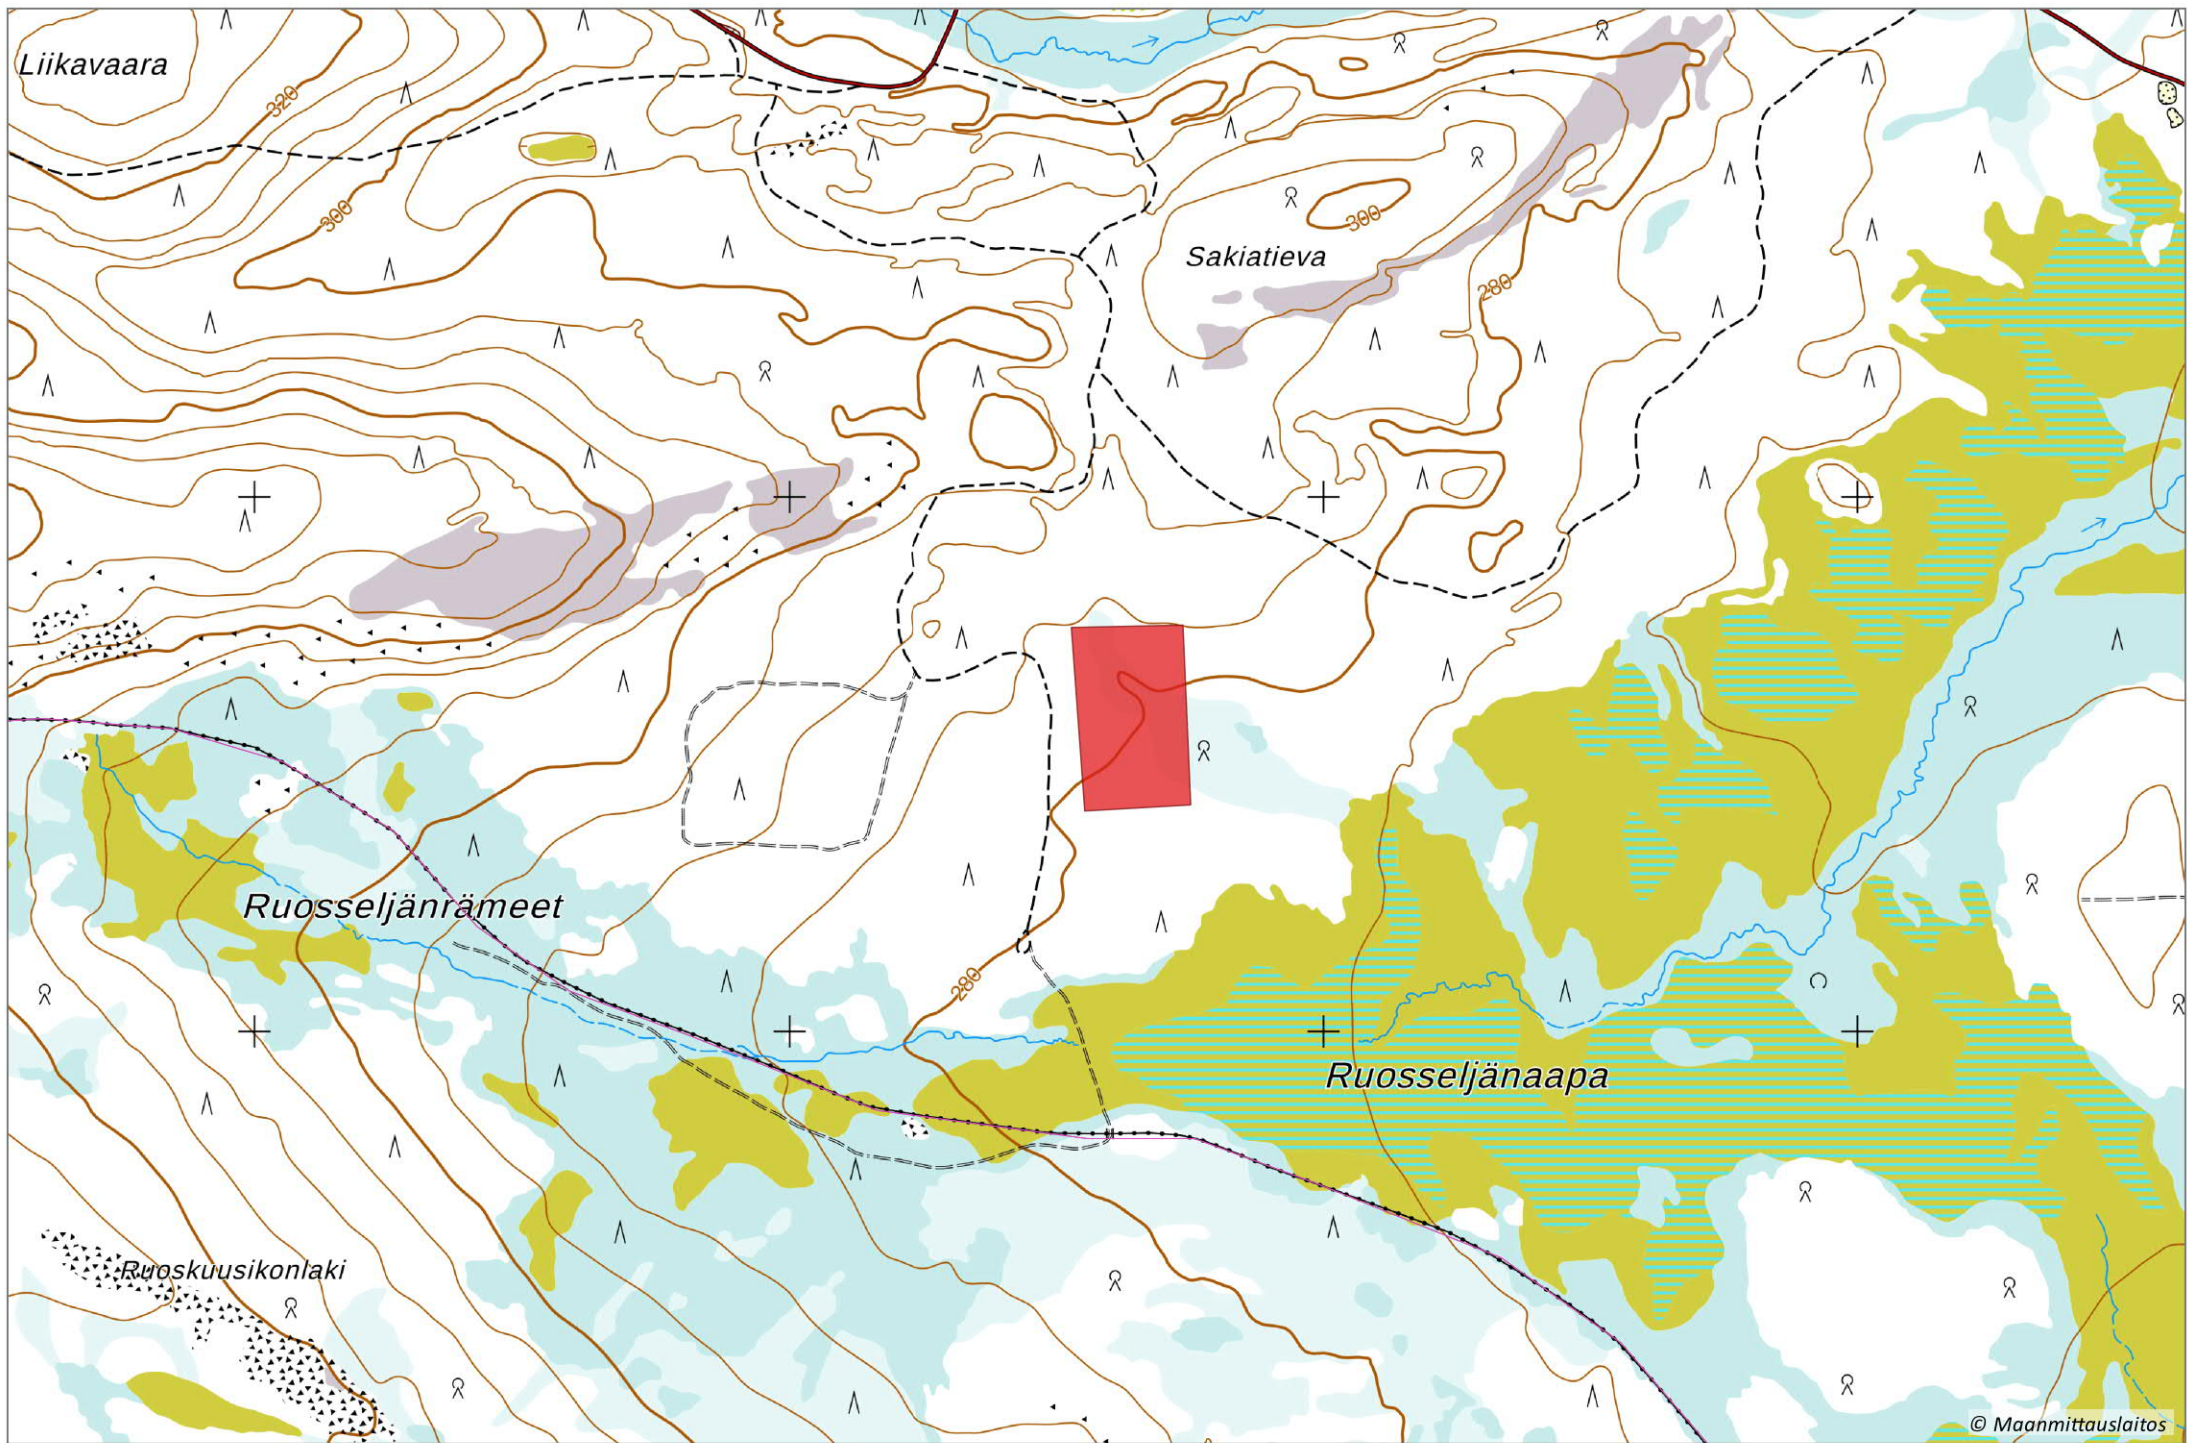 Liikavaara
320
300
300
Sakiatieva
280
Ruosseljänrämeet
280
Ruosseljänaapa
Ruoskuusikonlaki
© Maanmittauslaitos